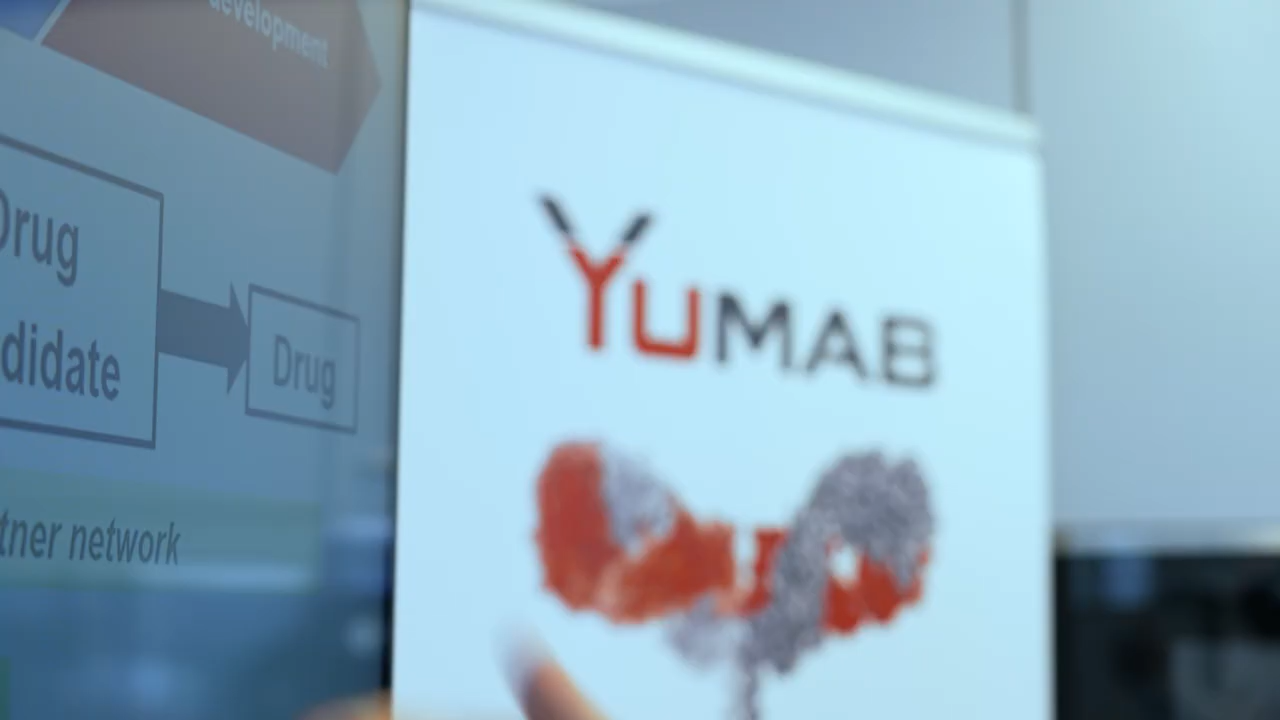 development
Drug
didate
Drug
tner network
YUMAB